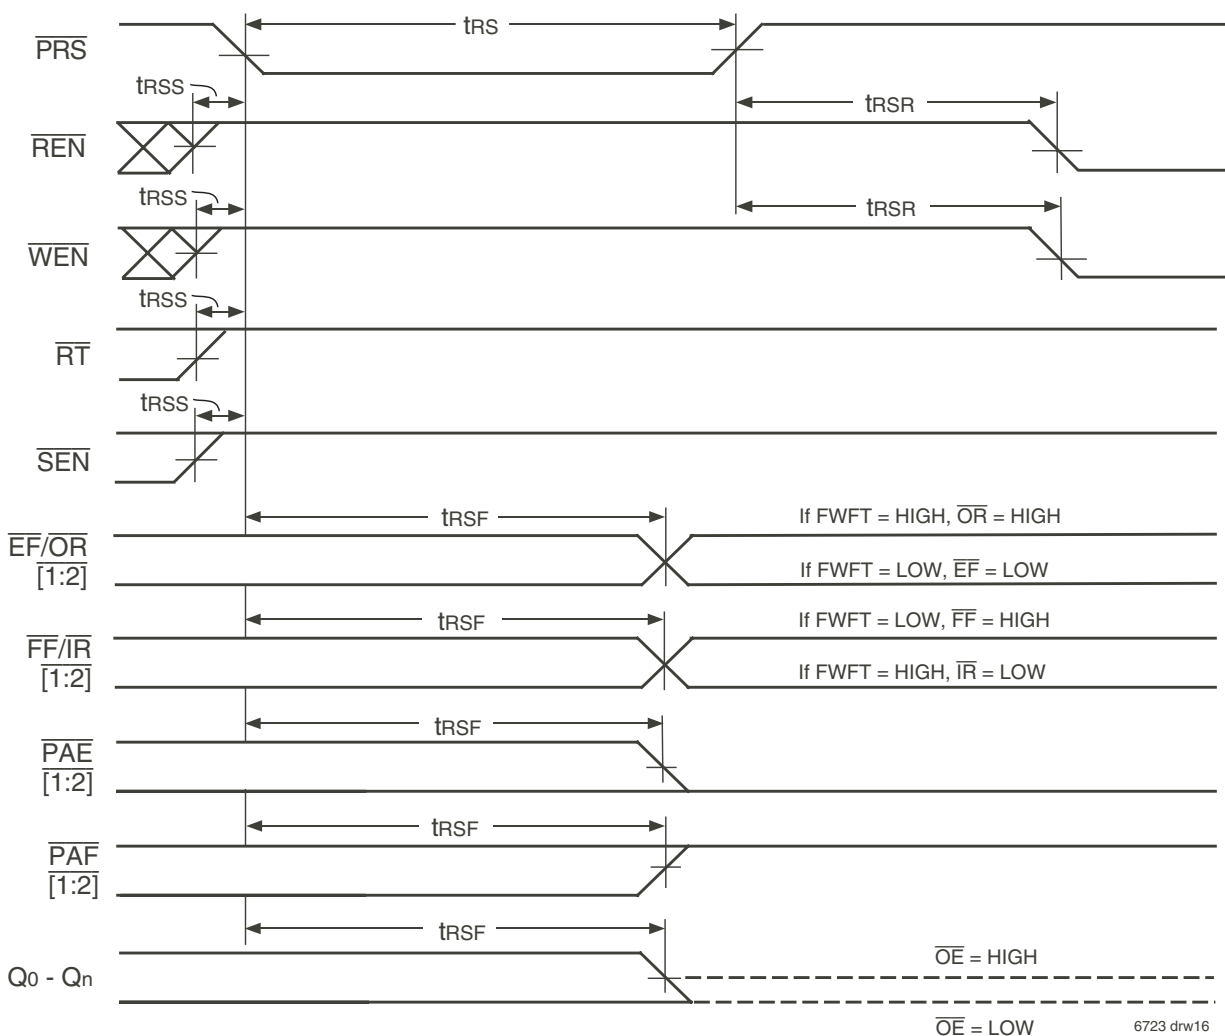 tRS
PRS
tRSS
tRSR
REN
tRSS
tRSR
WEN
tRSS
RT
tRSS
SEN
tRSF
If FWFT = HIGH, OR = HIGH
EF/OR
[1:2]
If FWFT = LOW, EF = LOW
tRSF
If FWFT = LOW, FF = HIGH
FF/IR
[1:2]
If FWFT = HIGH, IR = LOW
tRSF
PAE
[1:2]
tRSF
PAF
[1:2]
tRSF
OE = HIGH
Q0 - Qn
OE = LOW
6723 drw16